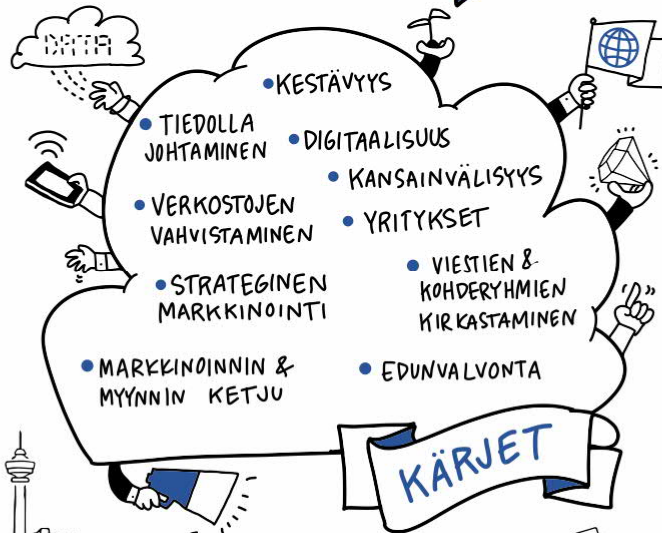 DATA
• KESTÄVYYS
• TIEDOLLA
JOHTAMINEN
• DIGITAALISUUS
• KANSAINVÄLISYYS
• VERKOSTOJEN
VAHVISTAMINEN
• YRITYKSET
• STRATEGINEN
MARKKINOINTI
• VIESTIEN &
KOHDERYHMIEN
KIRKASTAMINEN
• MARKKINOINNIN &
MYYNNIN KETJU
• EDUNVALVONTA
KÄRJET